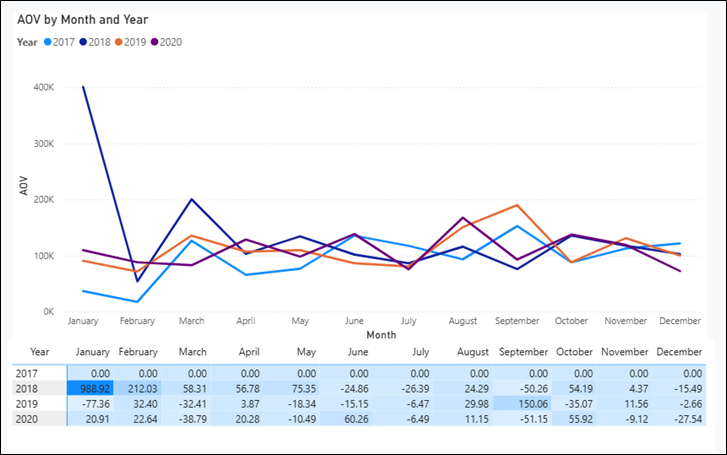 AOV by Month and Year
Year 2017 2018 2019 2020
400K
300K
200K
100K
0K
AOV
January February March April May June July August September October November December
Month
Year January February March April May June July August September October November December
2017 0.00 0.00 0.00 0.00 0.00 0.00 0.00 0.00 0.00 0.00 0.00 0.00
2018 988.92 212.03 58.31 56.78 75.35 -24.86 -26.39 24.29 -50.26 54.19 4.37 -15.49
2019 -77.36 32.40 -32.41 3.87 -18.34 -15.15 -6.47 29.98 150.06 -35.07 11.56 -2.66
2020 20.91 22.64 -38.79 20.28 -10.49 60.26 -6.49 11.15 -51.15 55.92 -9.12 -27.54